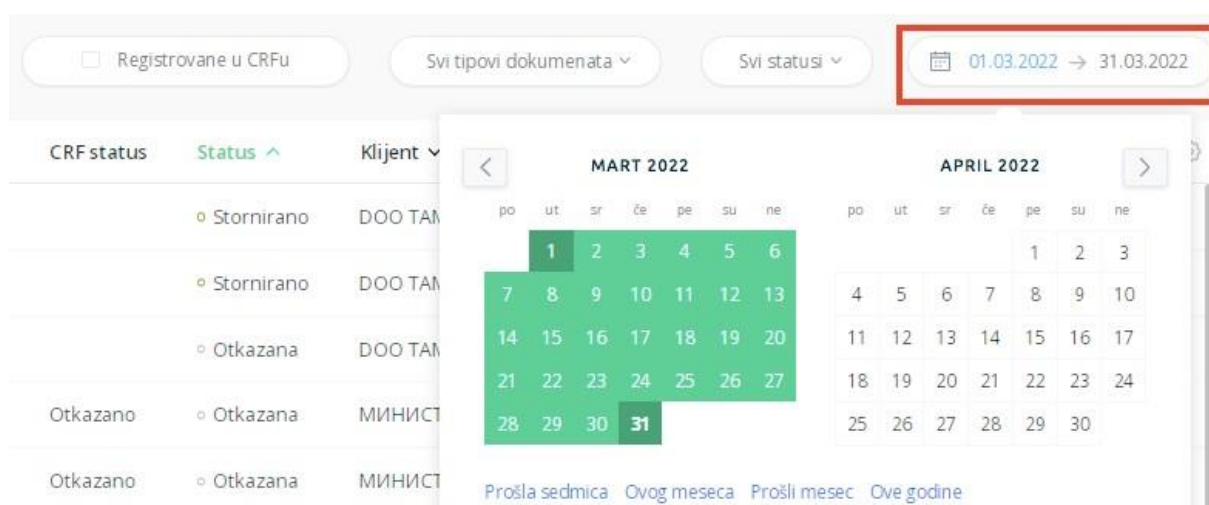 Registrovane u CRFu Svi tipovi dokumenata Svi statusi 01.03.2022 → 31.03.2022
CRF status Status Klijent
MART 2022 APRIL 2022
po ut sr če pe su ne po ut sr če pe su ne
Stornirano DOO
1 2 3 4 5 6 1 2 3
Stornirano DOO
7 8 9 10 11 12 13 4 5 6 7 8 9 10
Otkazana DOO
14 15 16 17 18 19 20 11 12 13 14 15 16 17
21 22 23 24 25 26 27 18 19 20 21 22 23 24
Otkazano Otkazana МИНИСТ
28 29 30 31 25 26 27 28 29 30
Otkazano Otkazana МИНИСТ
Prošla sedmica Ovog meseca Prošli mesec Ove godine